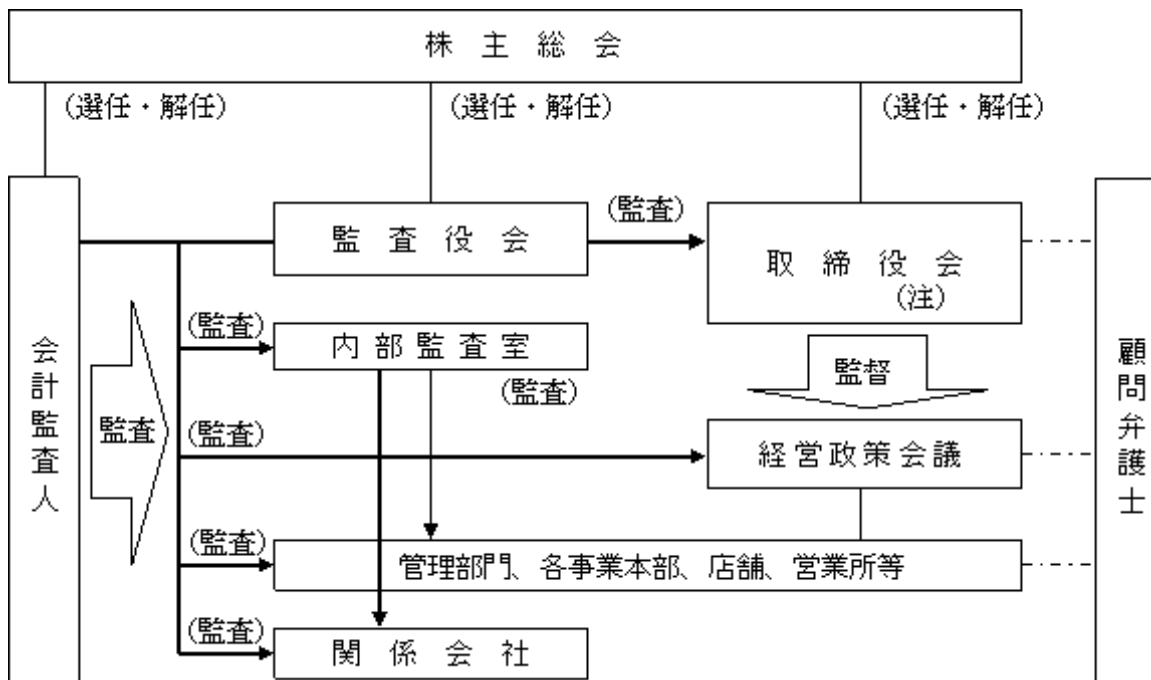 株主総会
(選任・解任)
(選任・解任)
(選任・解任)
会計監査人
監査役会
(監査)
取締役会
(注)
顧問弁護士
(監査)
内部監査室
(監査)
監督
監査
(監査)
経営政策会議
(監査)
管理部門、各事業本部、店舗、営業所等
(監査)
関係会社